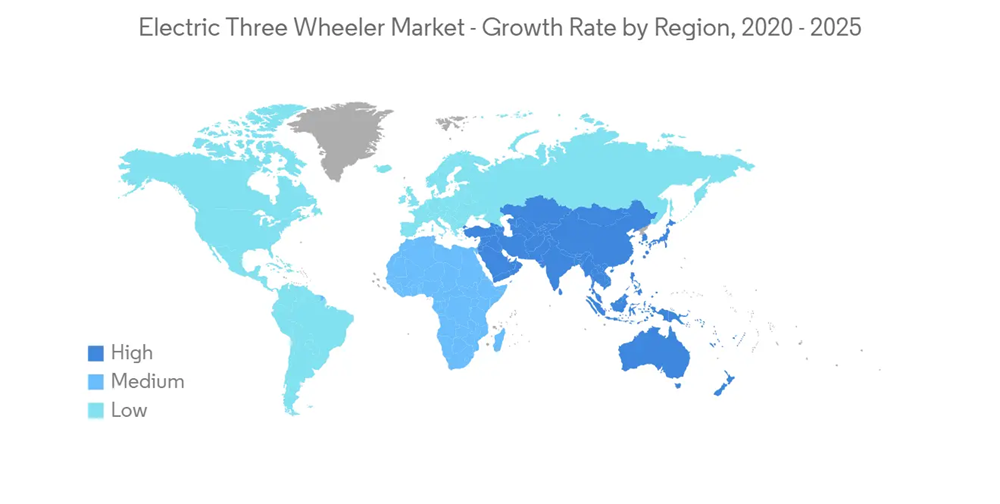 Electric Three Wheeler Market - Growth Rate by Region, 2020 - 2025
High
Medium
Low